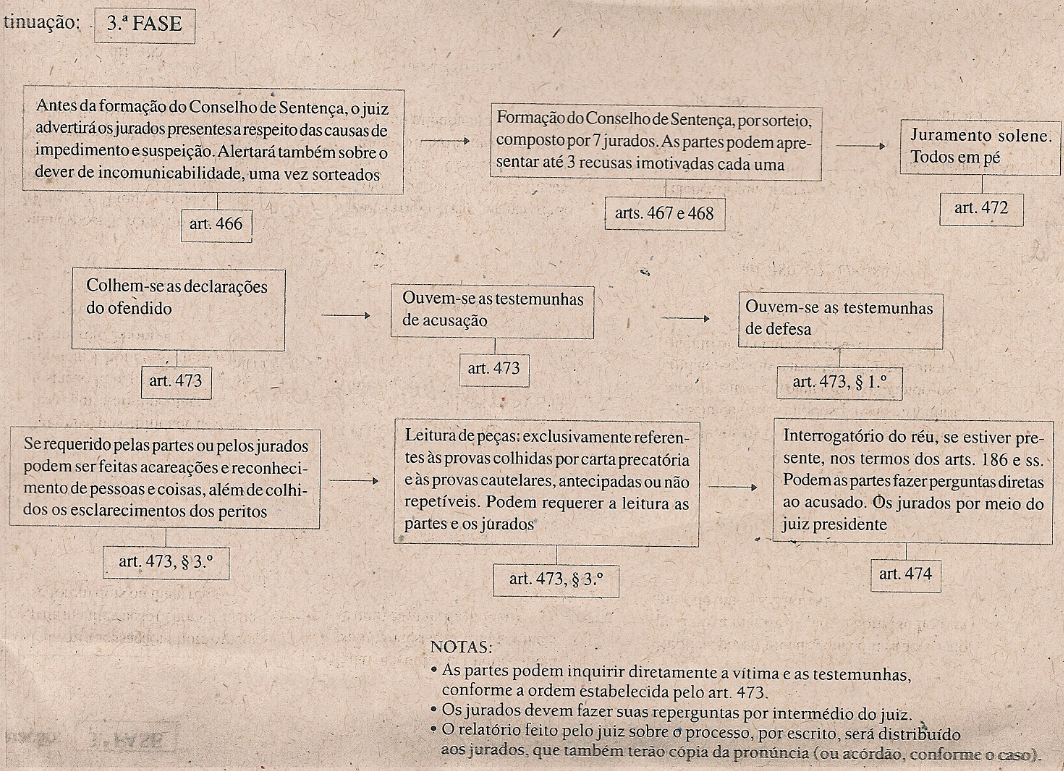 tinuação: 3.ª FASE
Antes da formação do Conselho de Sentença, o juiz
advertirá os jurados presentes a respeito das causas de
impedimento e suspeição. Alertará também sobre o
dever de incomunicabilidade, uma vez sorteados
art. 466
Formação do Conselho de Sentença, por sorteio,
composto por 7 jurados. As partes podem apre-
sentar até 3 recusas imotivadas cada uma
arts. 467 e 468
Juramento solene.
Todos em pé
art. 472
Colhem-se as declarações
do ofendido
art. 473
Ouvem-se as testemunhas
de acusação
art. 473
Ouvem-se as testemunhas
de defesa
art. 473, § 1.º
Se requerido pelas partes ou pelos jurados
podem ser feitas acareações e reconheci-
mento de pessoas e coisas, além de colhi-
dos os esclarecimentos dos peritos
art. 473, § 3.º
Leitura de peças: exclusivamente referen-
tes às provas colhidas por carta precatória
e às provas cautelares, antecipadas ou não
repetíveis. Podem requerer a leitura as
partes e os jurados
art. 473, § 3.º
Interrogatório do réu, se estiver pre-
sente, nos termos dos arts. 186 e ss.
Podem as partes fazer perguntas diretas
ao acusado. Os jurados por meio do
juiz presidente
art. 474
NOTAS:
• As partes podem inquirir diretamente a vítima e as testemunhas,
conforme a ordem estabelecida pelo art. 473.
• Os jurados devem fazer suas reperguntas por intermédio do juiz.
• O relatório feito pelo juiz sobre o processo, por escrito, será distribuído
aos jurados, que também terão cópia da pronúncia (ou acórdão, conforme o caso).